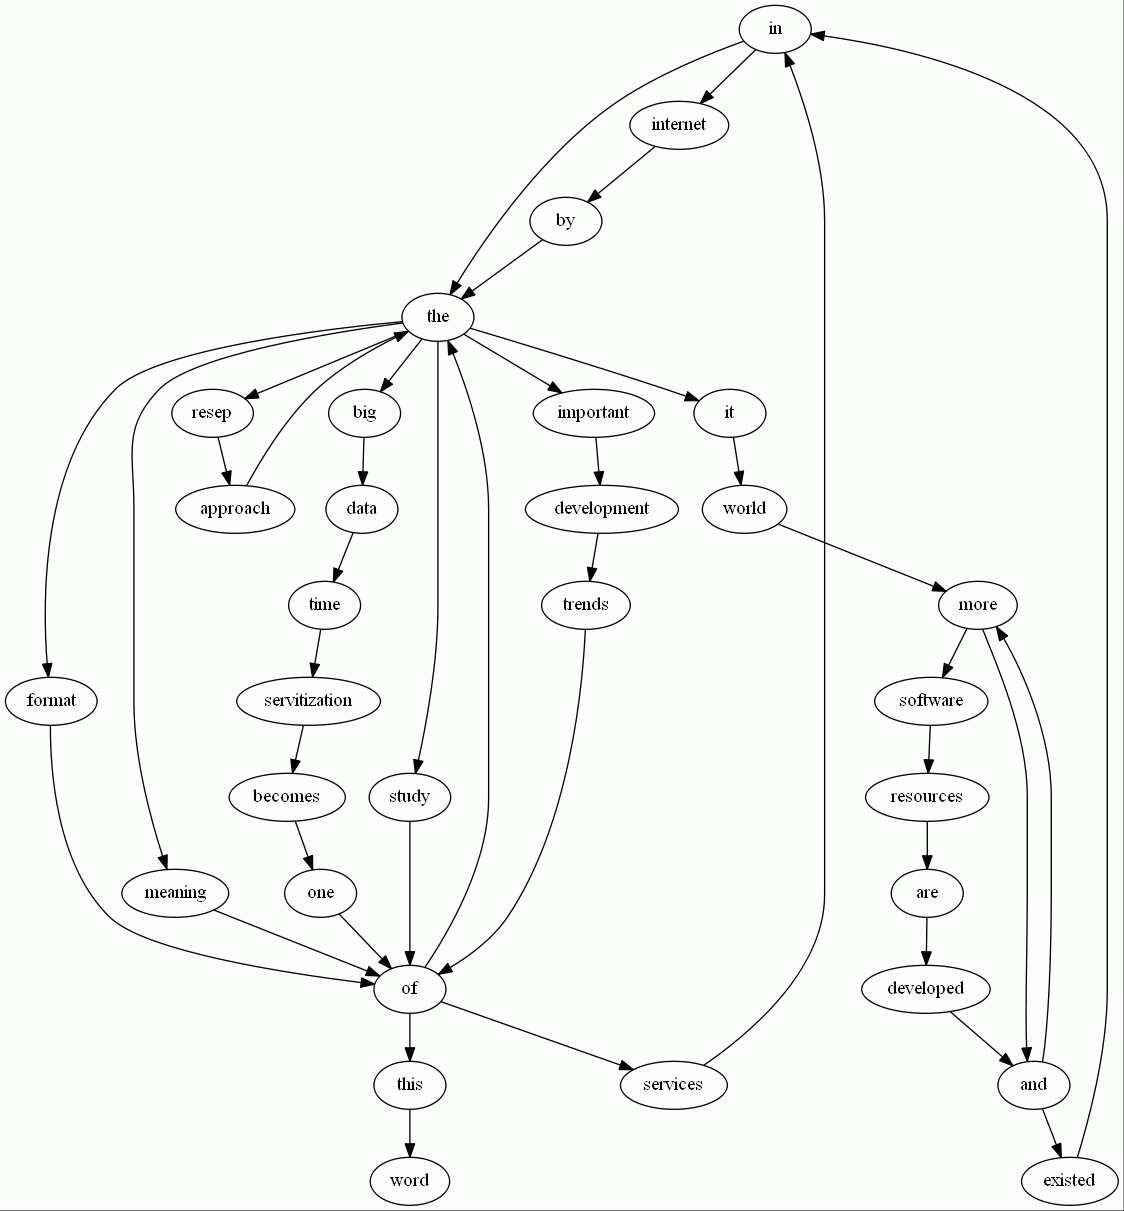 in
internet
by
the
resep
big
important
it
approach
data
development
world
time
trends
more
format
servitization
software
becomes
study
resources
meaning
one
are
of
developed
this
services
and
word
existed